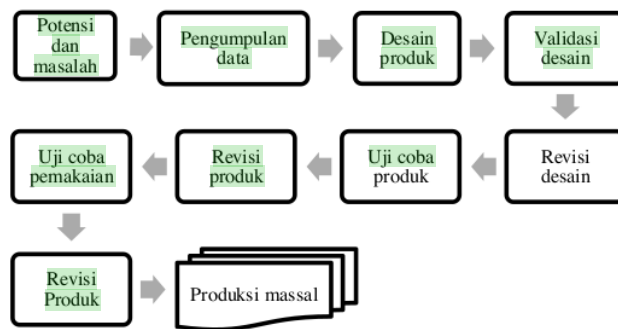 Potensi
dan
masalah
Pengumpulan
data
Desain
produk
Validasi
desain
Revisi
desain
Uji coba
produk
Revisi
produk
Uji coba
pemakaian
Revisi
Produk
Produksi massal